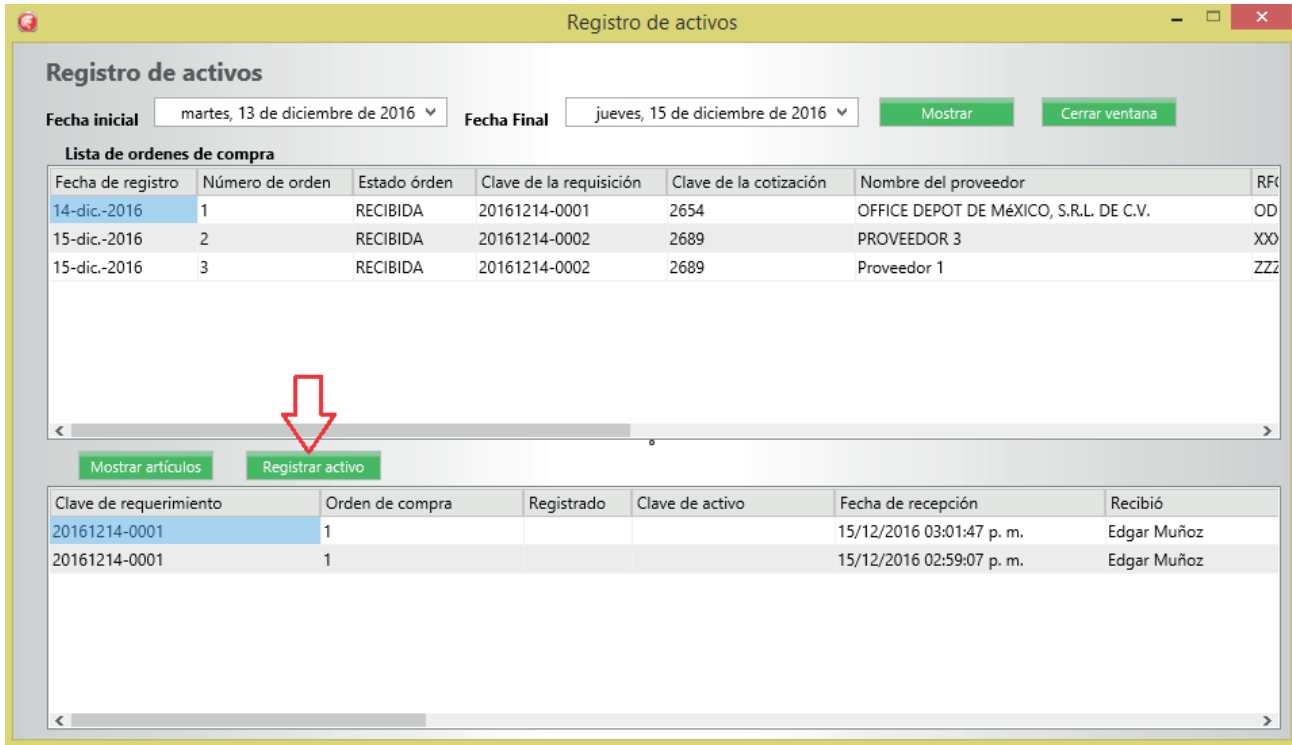 Registro de activos
Registro de activos
Fecha inicial martes, 13 de diciembre de 2016 Fecha Final jueves, 15 de diciembre de 2016 Mostrar Cerrar ventana
Lista de ordenes de compra
Fecha de registro Número de orden Estado órden Clave de la requisición Clave de la cotización Nombre del proveedor RFC
14-dic.-2016 1 RECIBIDA 20161214-0001 2654 OFFICE DEPOT DE MéXICO, S.R.L. DE C.V. OD
15-dic.-2016 2 RECIBIDA 20161214-0002 2689 PROVEEDOR 3 XXX
15-dic.-2016 3 RECIBIDA 20161214-0002 2689 Proveedor 1 ZZZ
Mostrar artículos Registrar activo
Clave de requerimiento Orden de compra Registrado Clave de activo Fecha de recepción Recibió
20161214-0001 1 15/12/2016 03:01:47 p. m. Edgar Muñoz
20161214-0001 1 15/12/2016 02:59:07 p. m. Edgar Muñoz